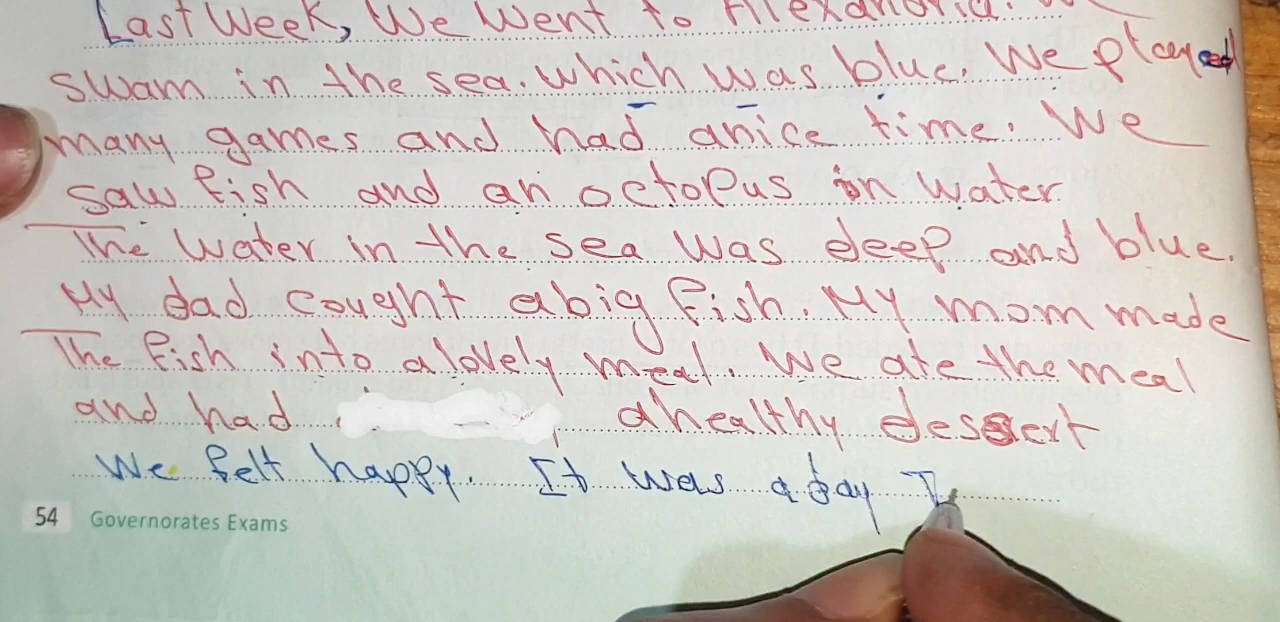 Last week, We went to Alexandria.
swam in the sea. which was blue. We played
many games and had anice time. We
saw fish and an octopus in water
The water in the sea was deep and blue.
My dad cought abig fish. My mom made
The fish into alovely meal. We ate the meal
and had ahealthy dessert
We felt happy. It was a day I
54 Governorates Exams